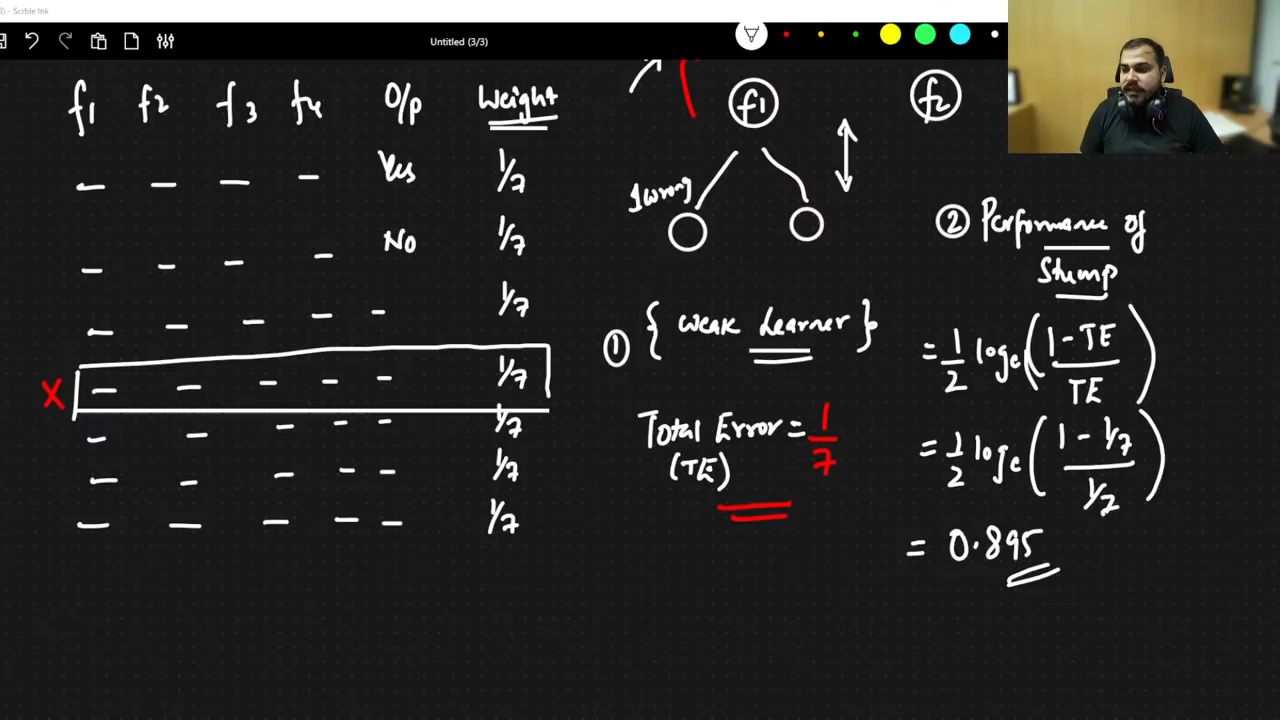 Scrble Ink
Untitled (3/3)
f1 f2 f3 f4 O/p Weight
Yes 1/7
No 1/7
1/7
X 1/7
1/7
1/7
1/7
f1 f2
1 wrong
① { Weak Learner }
Total Error = 1/7
(TE)
② Performance of
Stump
= 1/2 loge (1 - TE / TE)
= 1/2 loge (1 - 1/7 / 1/7)
= 0.895